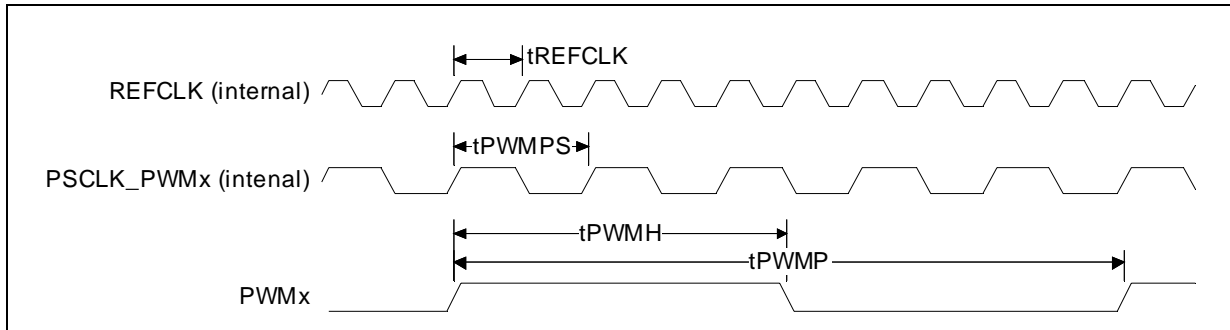 tREFCLK
REFCLK (internal)
tPWMPS
PSCLK_PWMx (intenal)
tPWMH
tPWMP
PWMx